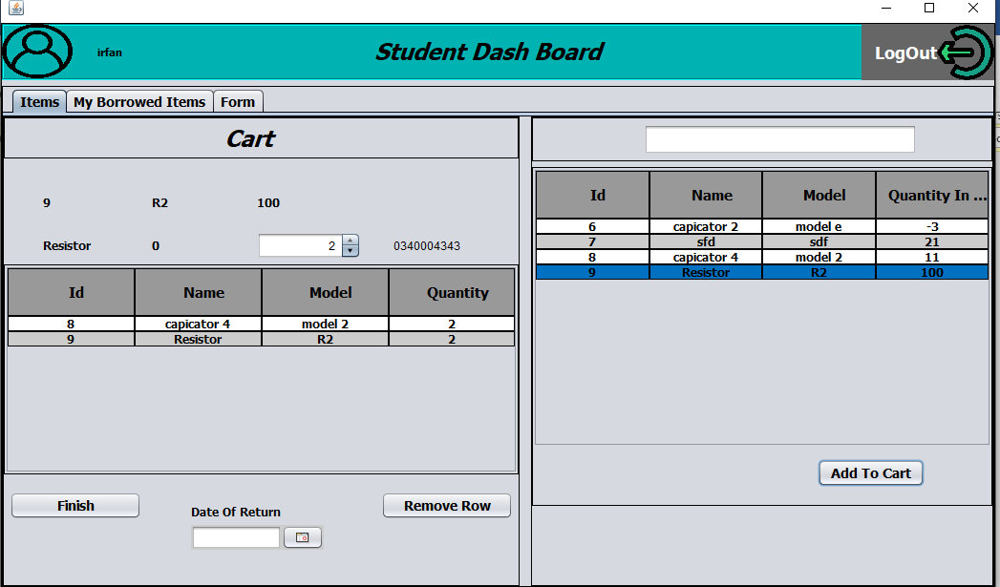 irfan
Student Dash Board
LogOut
Items My Borrowed Items Form
Cart
9 R2 100
Resistor 0 2 0340004343
Id Name Model Quantity
8 capicator 4 model 2 2
9 Resistor R2 2
Finish
Date Of Return
Remove Row
Id Name Model Quantity In ...
6 capicator 2 model e -3
7 sfd sdf 21
8 capicator 4 model 2 11
9 Resistor R2 100
Add To Cart